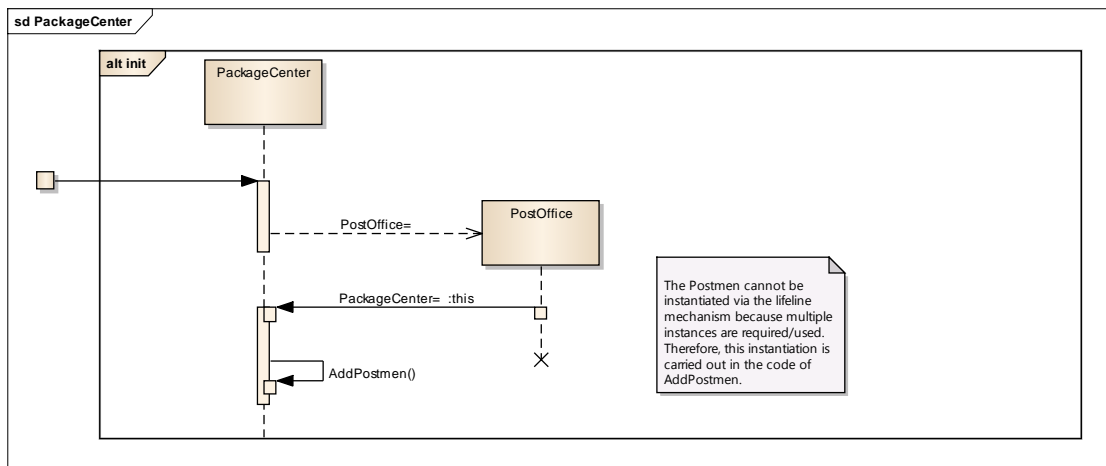 sd PackageCenter
alt init
PackageCenter
PostOffice
PostOffice=
PackageCenter=  :this
AddPostmen()
The Postmen cannot be
instantiated via the lifeline
mechanism because multiple
instances are required/used.
Therefore, this instantiation is
carried out in the code of
AddPostmen.